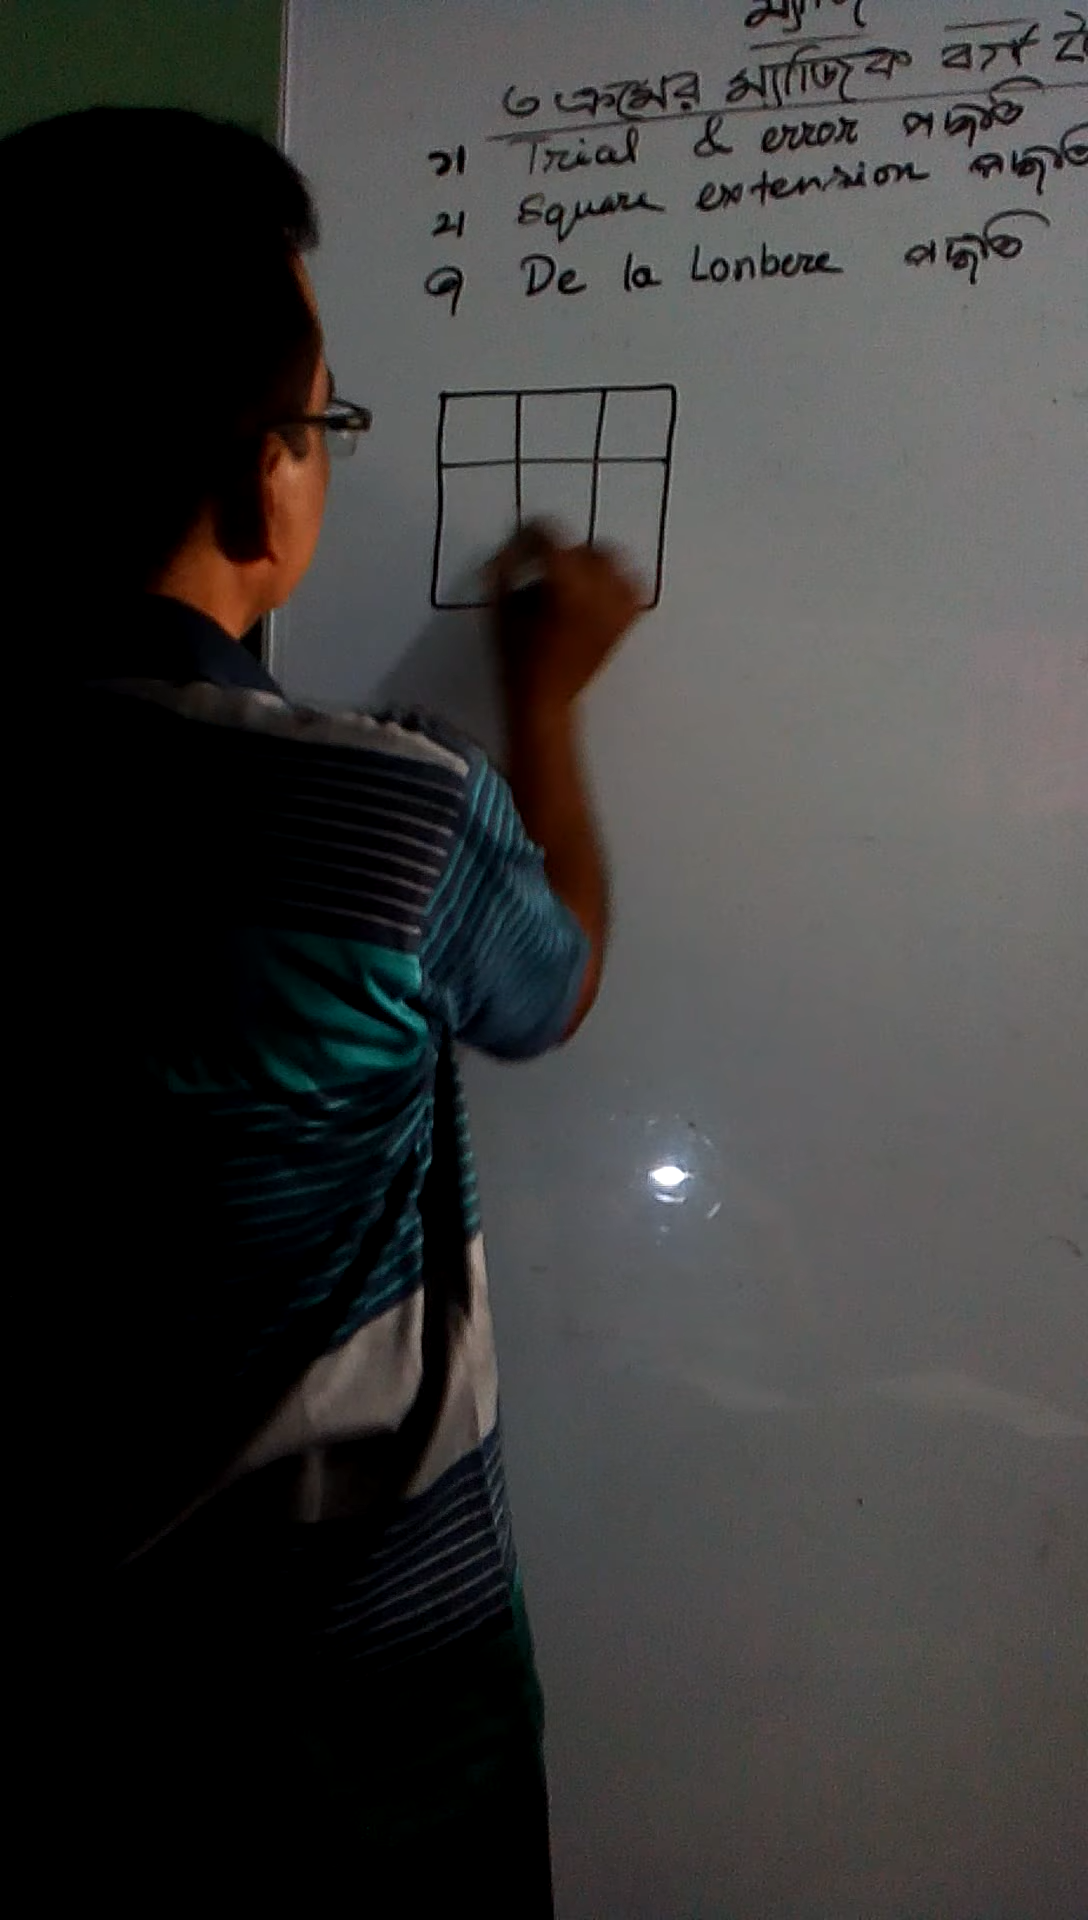 ৩ ক্রমের ম্যাজিক বর্গ
১। Trial & error পদ্ধতি
২। Square extension পদ্ধতি
৩ De la Lonbere পদ্ধতি